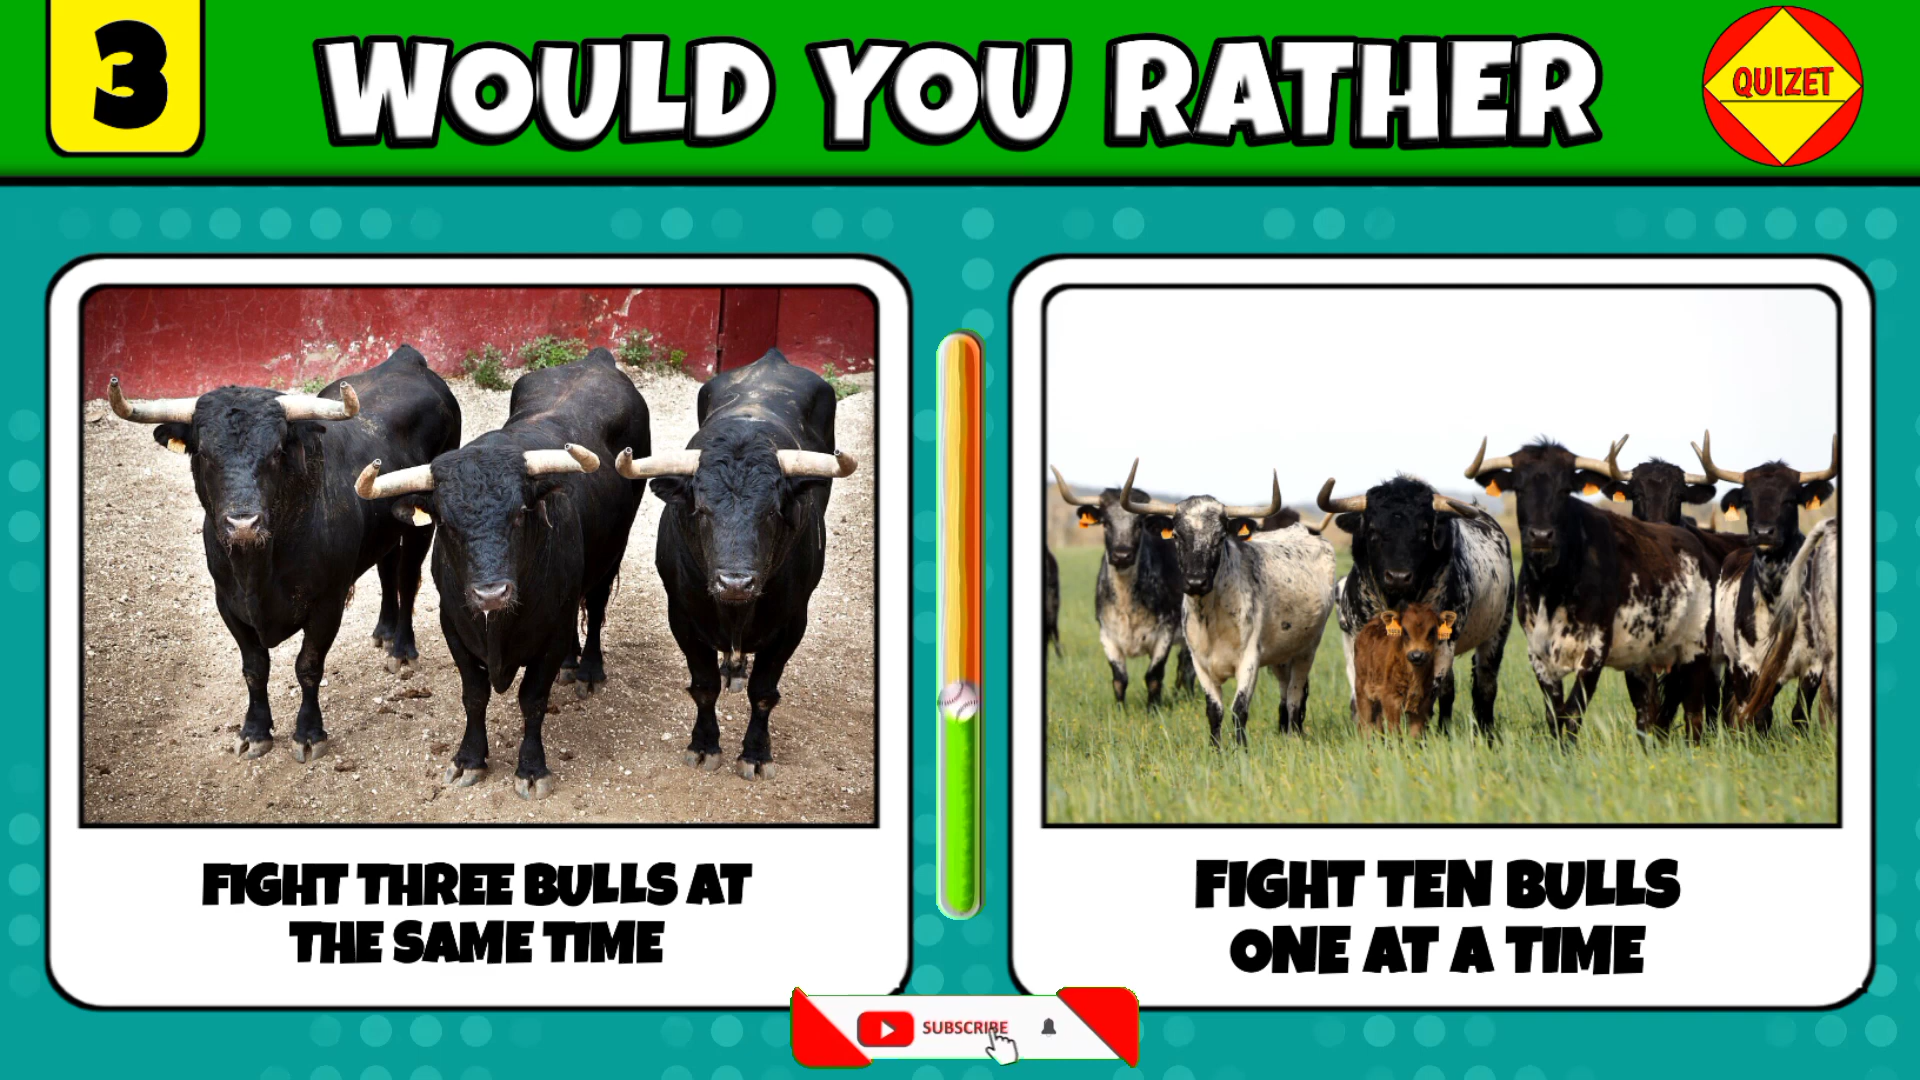 3
WOULD YOU RATHER
QUIZET
FIGHT THREE BULLS AT
THE SAME TIME
FIGHT TEN BULLS
ONE AT A TIME
SUBSCRIBE